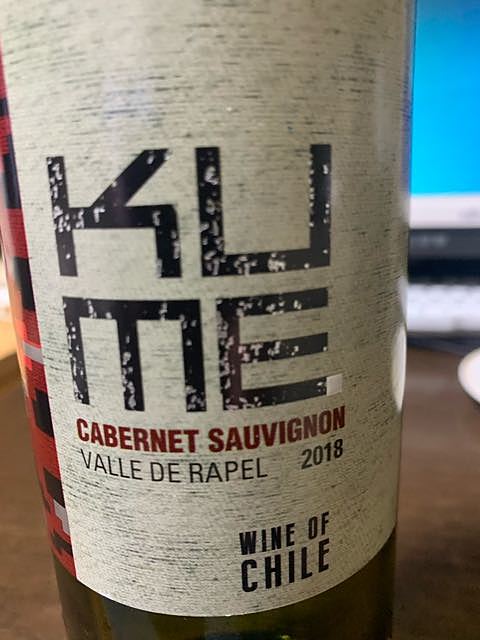 KU
ME
CABERNET SAUVIGNON
VALLE DE RAPEL 2018
WINE OF
CHILE